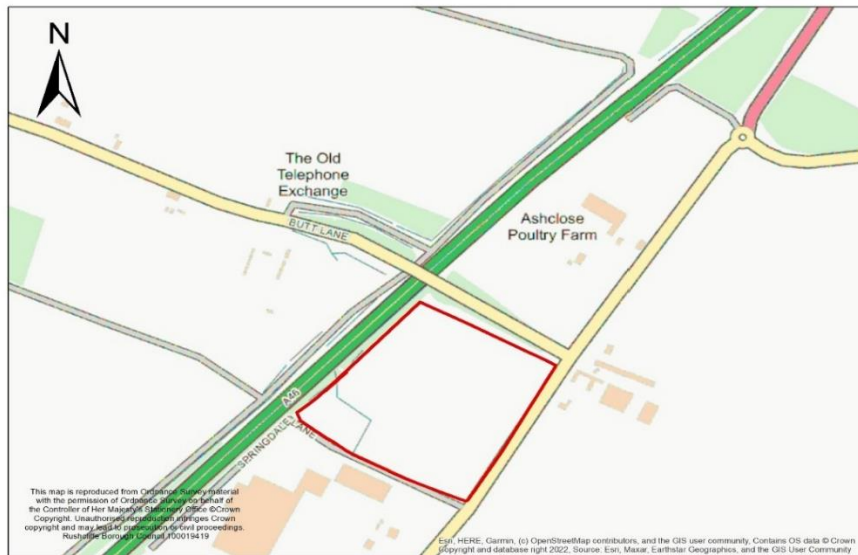 N
The Old
Telephone
Exchange
BUTT LANE
Ashclose
Poultry Farm
A46
SPRINGDALE LANE
This map is reproduced from Ordnance Survey material
with the permission of Ordnance Survey on behalf of
the Controller of Her Majesty's Stationery Office ©Crown
Copyright. Unauthorised reproduction infringes Crown
copyright and may lead to prosecution or civil proceedings.
Rushcliffe Borough Council 100019419
Esri, HERE, Garmin, (c) OpenStreetMap contributors, and the GIS user community, Contains OS data © Crown
Copyright and database right 2022, Source: Esri, Maxar, Earthstar Geographics, and the GIS User Community